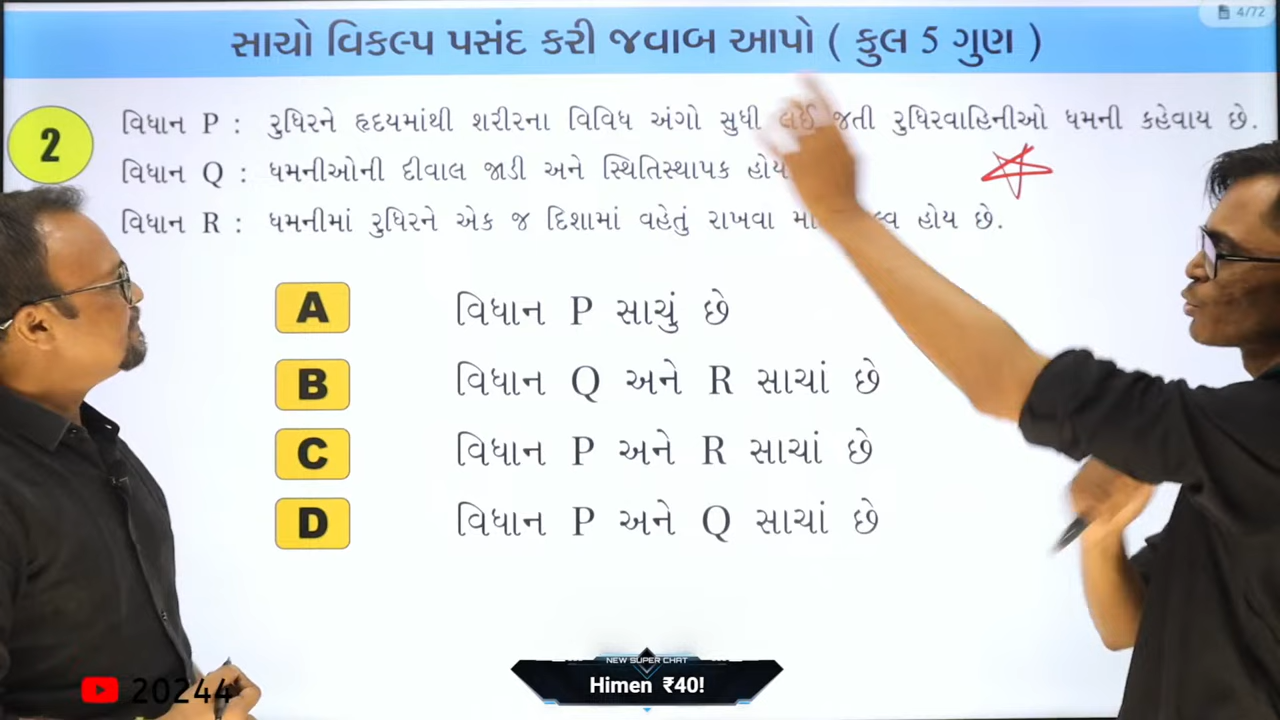 4/72
સાચો વિકલ્પ પસંદ કરી જવાબ આપો ( કુલ 5 ગુણ )
2
વિધાન P : રુધિરને હૃદયમાંથી શરીરના વિવિધ અંગો સુધી લઈ જતી રુધિરવાહિનીઓ ધમની કહેવાય છે.
વિધાન Q : ધમનીઓની દીવાલ જાડી અને સ્થિતિસ્થાપક હોય
વિધાન R : ધમનીમાં રુધિરને એક જ દિશામાં વહેતું રાખવા હોય છે.
A વિધાન P સાચું છે
B વિધાન Q અને R સાચાં છે
C વિધાન P અને R સાચાં છે
D વિધાન P અને Q સાચાં છે
NEW SUPER CHAT
Himen ₹40!
20244